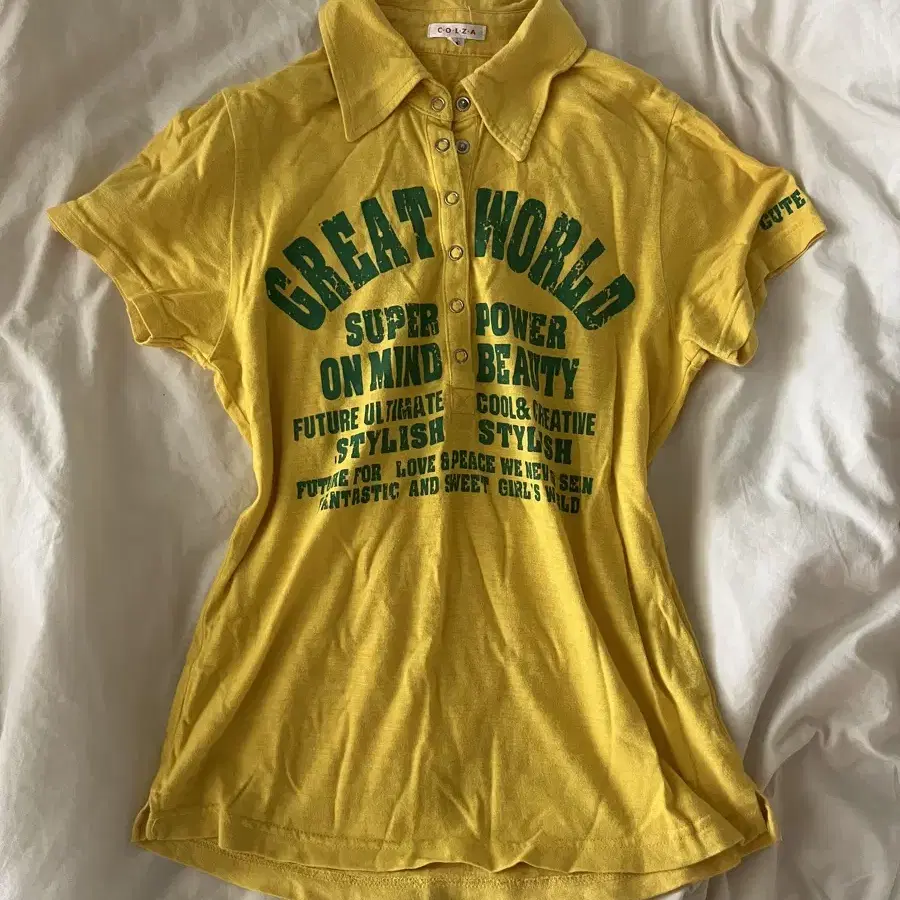 COLZA
GREAT WORLD
CUTE
SUPER POWER
ON MIND BEAUTY
FUTURE ULTIMATE COOL & CREATIVE
STYLISH STYLISH
FUTURE FOR LOVE & PEACE WE NEVER SEEN
FANTASTIC AND SWEET GIRL'S WORLD